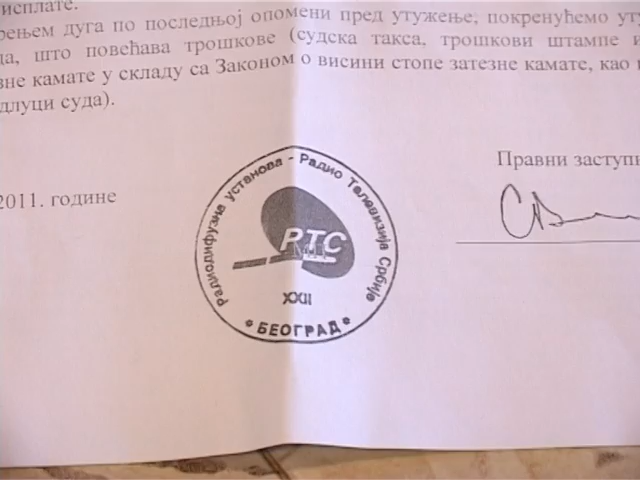 исплате.
рењем дуга по последњој опомени пред утужење, покренућемо
да, што повећава трошкове (судска такса, трошкови штампе и
зне камате у складу са Законом о висини стопе затезне камате, као
длуци суда).
Правни заступ
2011. године
Радиодифузна установа - Радио Телевизија Србије
РТС
XXII
• БЕОГРАД •